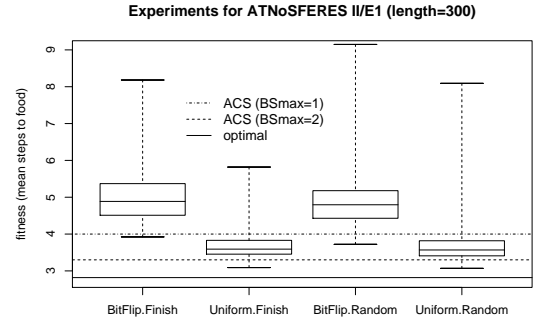 Experiments for ATNoSFERES II/E1 (length=300)
fitness (mean steps to food)
9
8
7
6
5
4
3
ACS (BSmax=1)
ACS (BSmax=2)
optimal
BitFlip.Finish
Uniform.Finish
BitFlip.Random
Uniform.Random